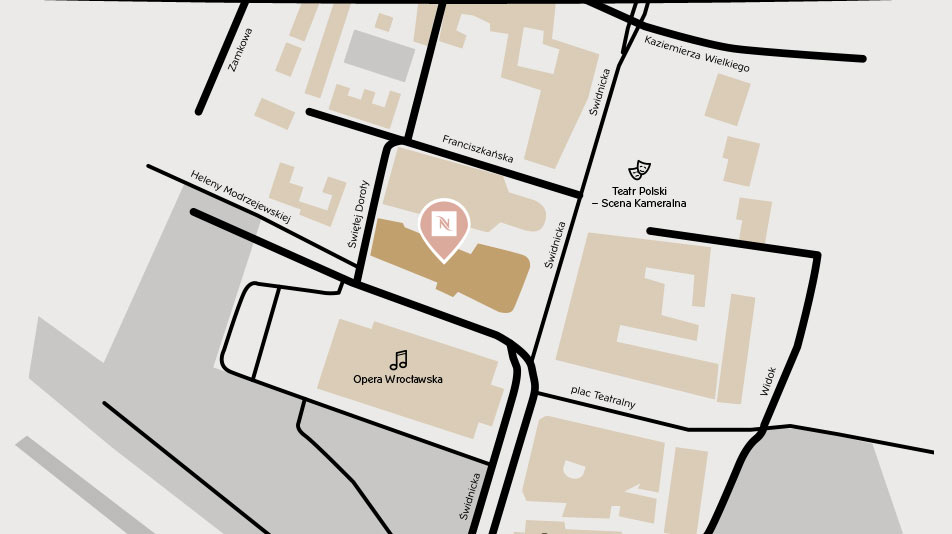 Zamkowa
Kaziemierza Wielkiego
Świdnicka
Franciszkańska
Heleny Modrzejewskiej
Świętej Doroty
Teatr Polski
– Scena Kameralna
N
Świdnicka
Opera Wrocławska
plac Teatralny
Widok
Świdnicka